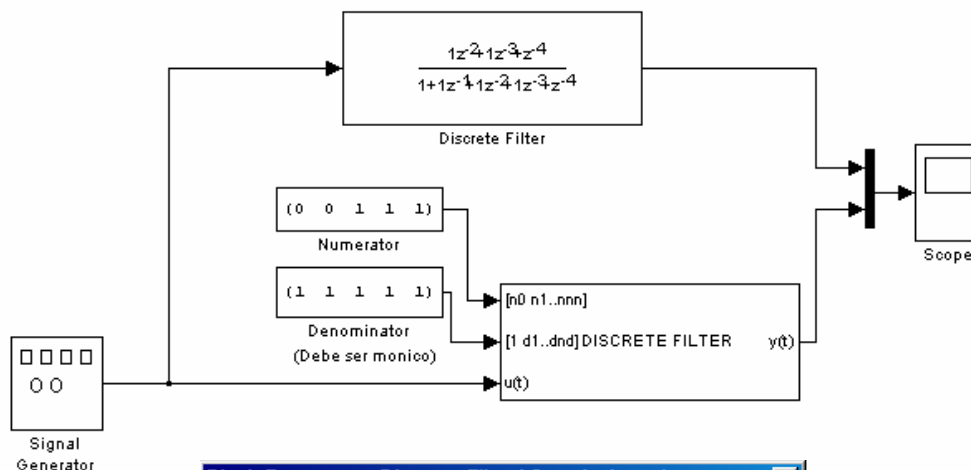 1z-2+1z-3+z-4
1+1z-1+1z-2+1z-3+z-4
Discrete Filter
(0 0 1 1 1)
Numerator
(1 1 1 1 1)
Denominator
(Debe ser monico)
[n0 n1..nnn]
[1 d1..dnd] DISCRETE FILTER y(t)
u(t)
Scope
Signal
Generator